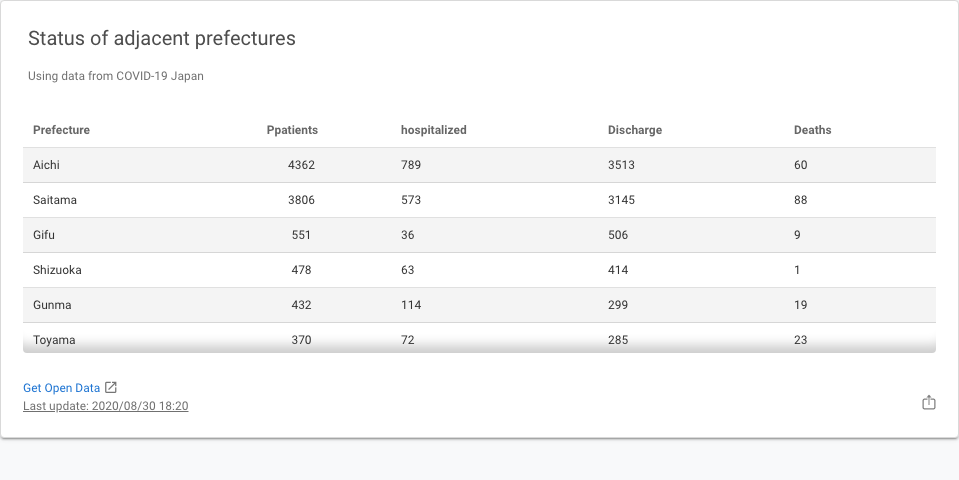 Status of adjacent prefectures
Using data from COVID-19 Japan
Prefecture Ppatients hospitalized Discharge Deaths
Aichi 4362 789 3513 60
Saitama 3806 573 3145 88
Gifu 551 36 506 9
Shizuoka 478 63 414 1
Gunma 432 114 299 19
Toyama 370 72 285 23
Get Open Data
Last update: 2020/08/30 18:20